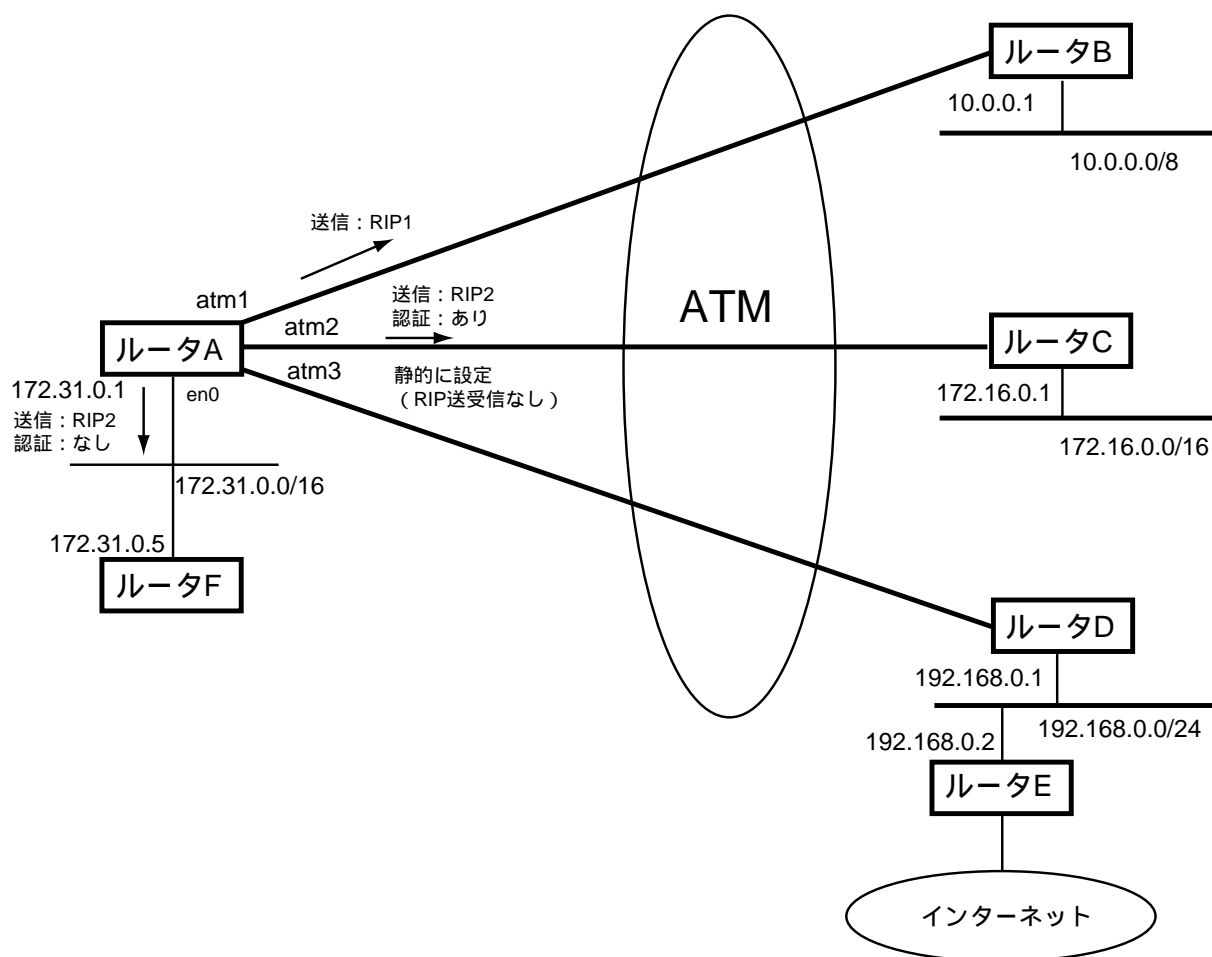 ルータB
10.0.0.1
10.0.0.0/8
送信：RIP1
atm1
送信：RIP2
認証：あり
ATM
ルータA
atm2
ルータC
atm3
静的に設定
（RIP送受信なし）
172.31.0.1
en0
送信：RIP2
認証：なし
172.16.0.1
172.16.0.0/16
172.31.0.0/16
172.31.0.5
ルータF
ルータD
192.168.0.1
192.168.0.0/24
192.168.0.2
ルータE
インターネット